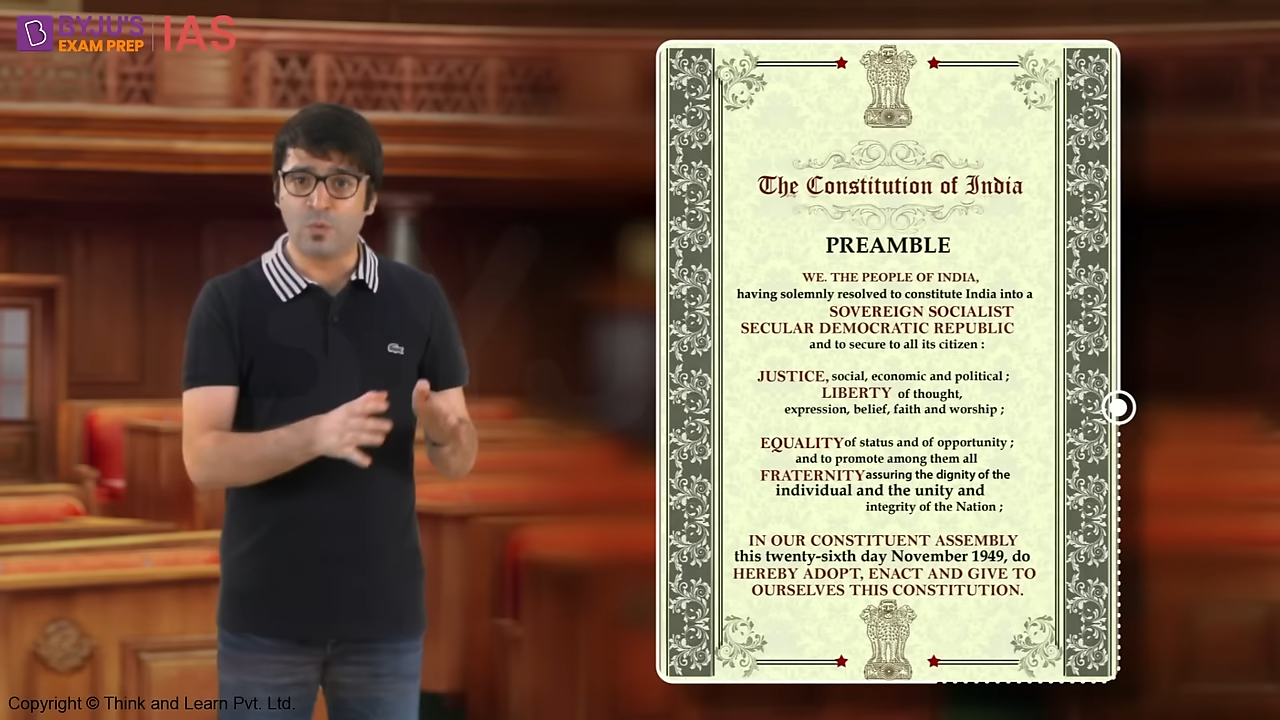 BYJU'S
EXAM PREP
IAS
The Constitution of India
PREAMBLE
WE. THE PEOPLE OF INDIA,
having solemnly resolved to constitute India into a
SOVEREIGN SOCIALIST
SECULAR DEMOCRATIC REPUBLIC
and to secure to all its citizen :
JUSTICE, social, economic and political ;
LIBERTY of thought,
expression, belief, faith and worship ;
EQUALITY of status and of opportunity ;
and to promote among them all
FRATERNITY assuring the dignity of the
individual and the unity and
integrity of the Nation ;
IN OUR CONSTITUENT ASSEMBLY
this twenty-sixth day November 1949, do
HEREBY ADOPT, ENACT AND GIVE TO
OURSELVES THIS CONSTITUTION.
Copyright © Think and Learn Pvt. Ltd.